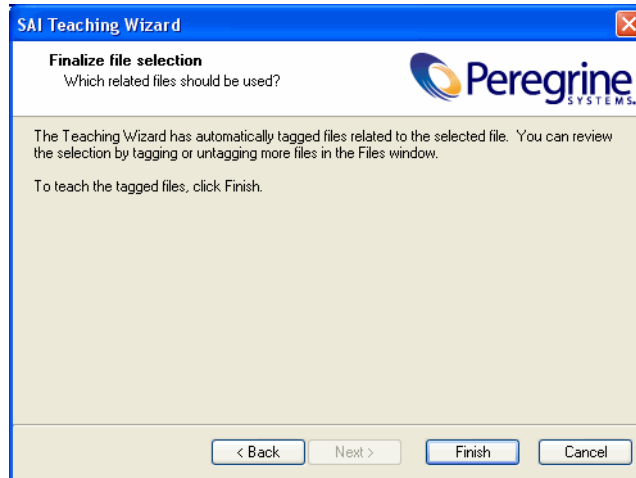 SAI Teaching Wizard
Finalize file selection
Which related files should be used?
Peregrine
SYSTEMS
The Teaching Wizard has automatically tagged files related to the selected file. You can review
the selection by tagging or untagging more files in the Files window.
To teach the tagged files, click Finish.
< Back Next > Finish Cancel